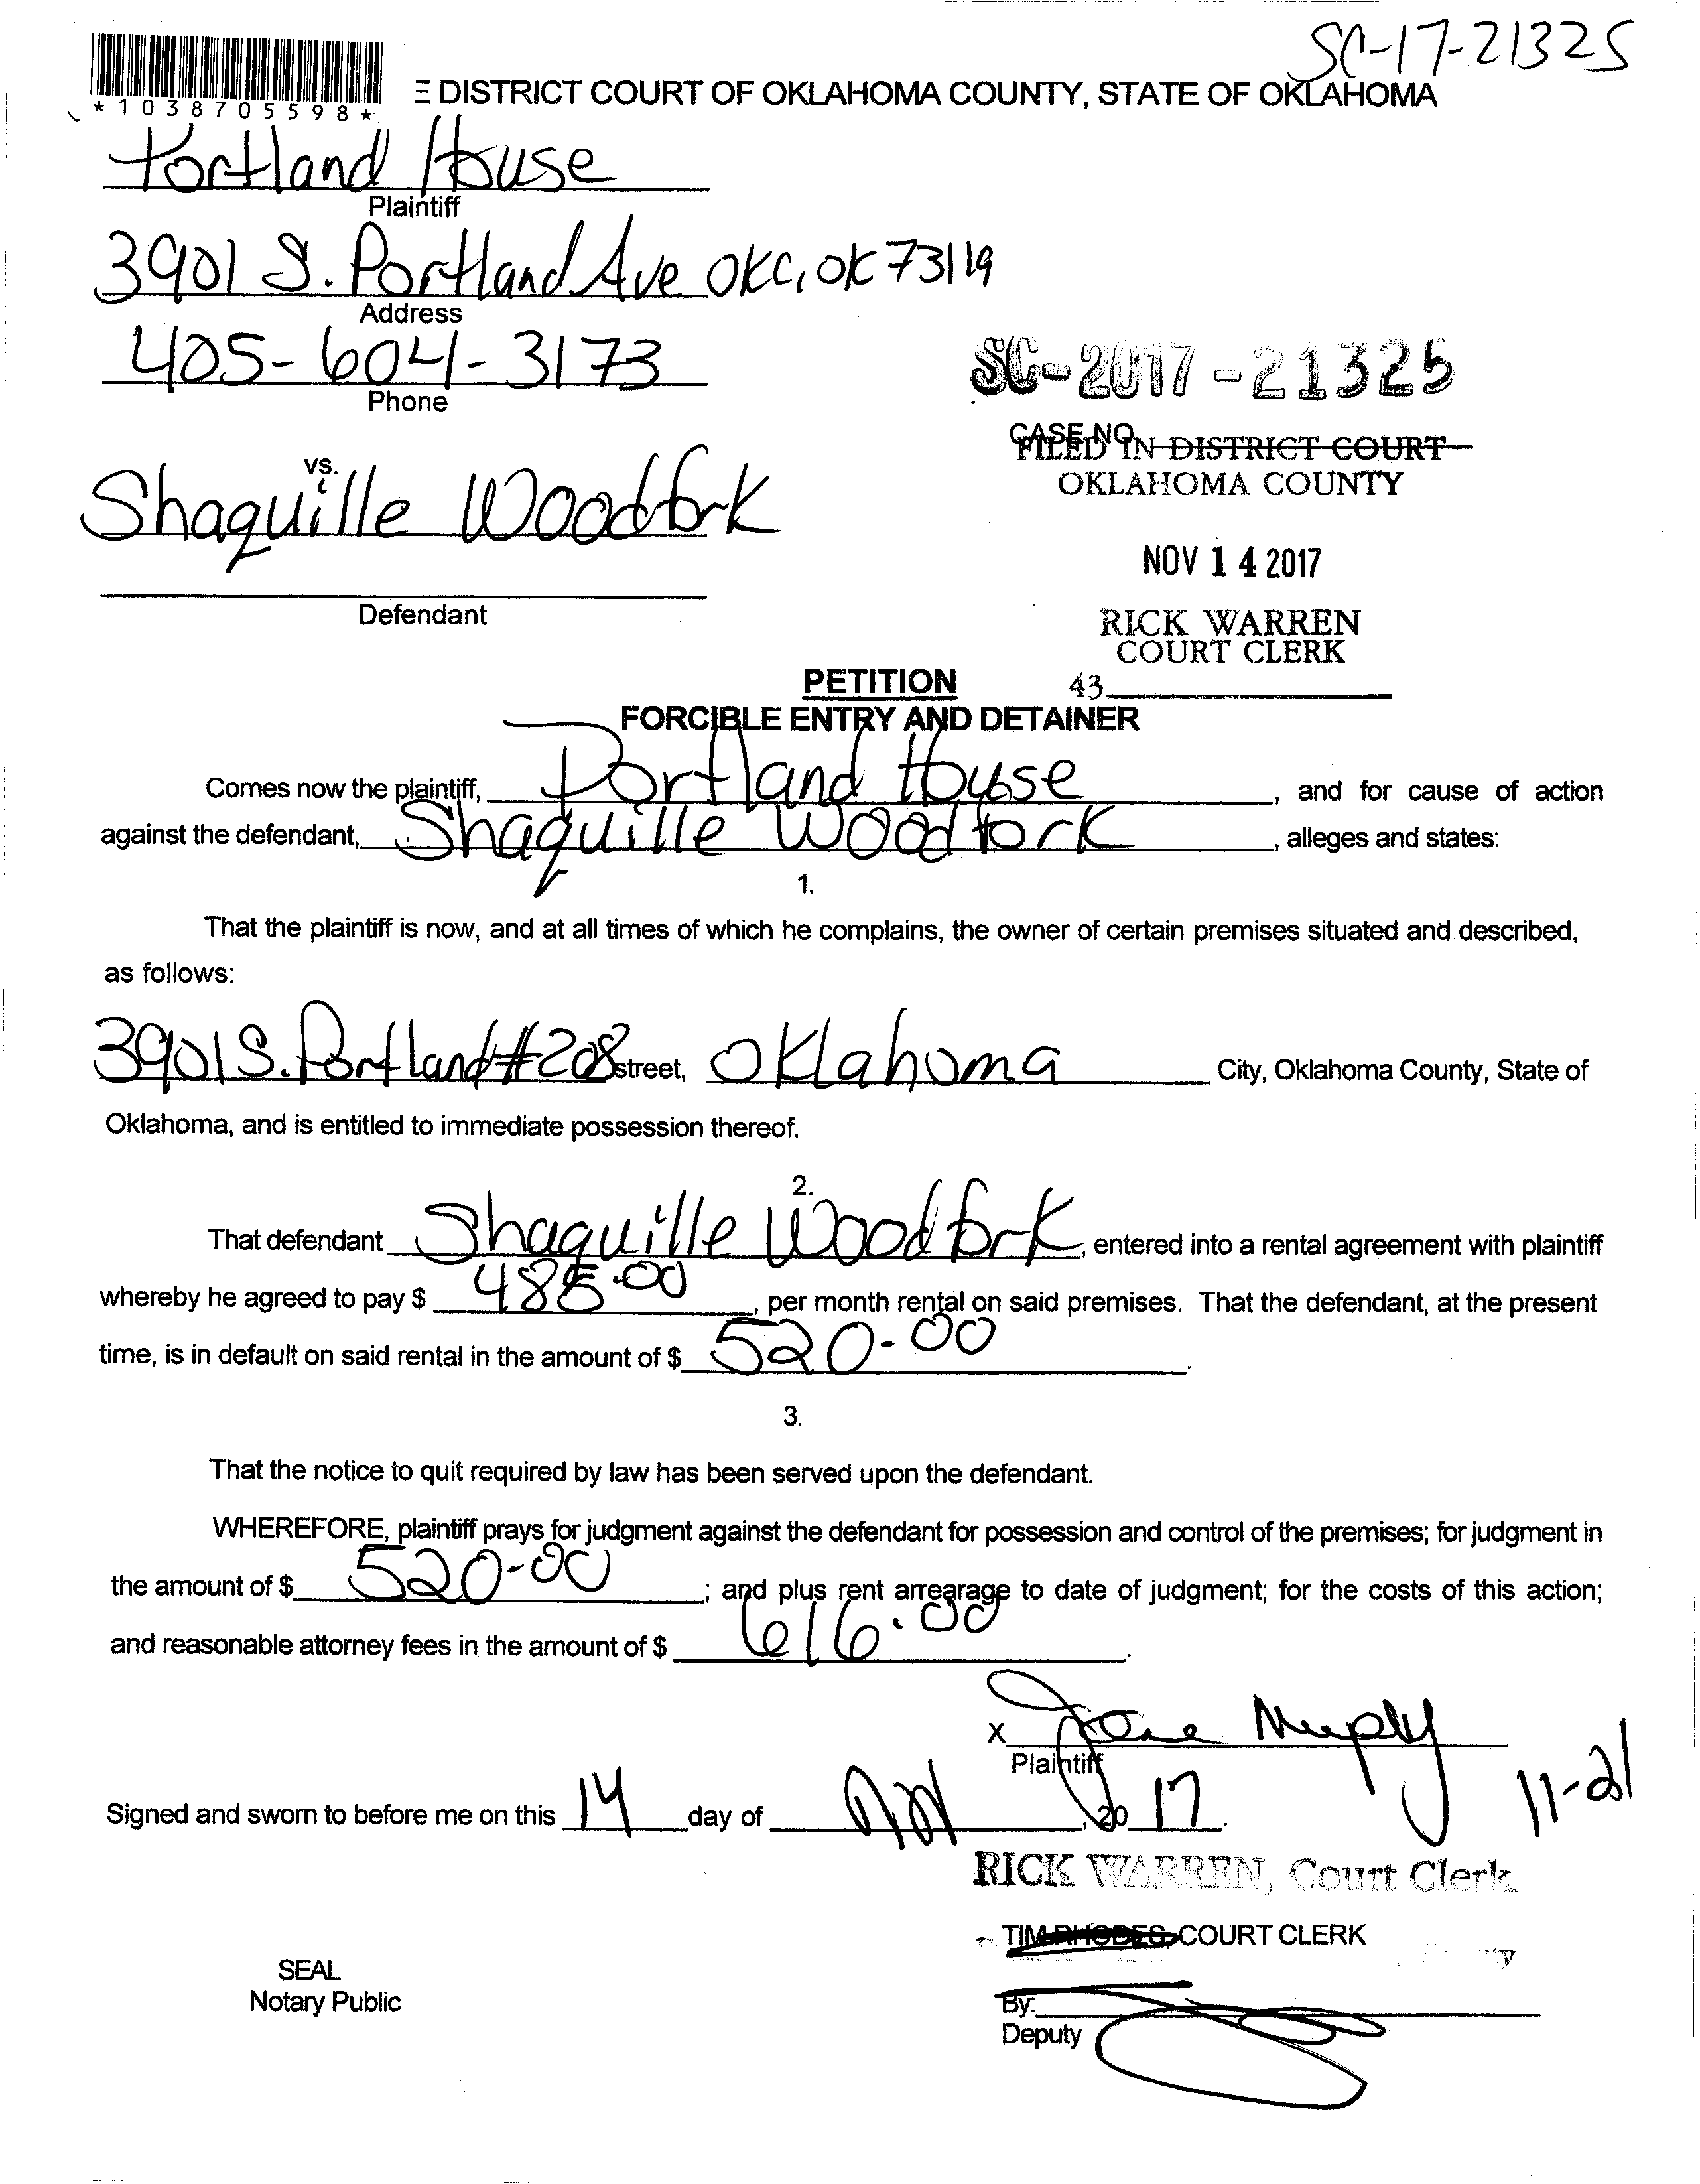 SC-17-21325
*1038705598*
E DISTRICT COURT OF OKLAHOMA COUNTY, STATE OF OKLAHOMA
Portland House
Plaintiff
3901 S. Portland Ave OKC, OK 73119
Address
405-604-3173
Phone
SC-2017-21325
CASE NO.
FILED IN DISTRICT COURT
OKLAHOMA COUNTY
vs.
Shaquille Woodfork
NOV 14 2017
Defendant
RICK WARREN
COURT CLERK
43
PETITION
FORCIBLE ENTRY AND DETAINER
Comes now the plaintiff, Portland House, and for cause of action
against the defendant, Shaquille Woodfork, alleges and states:
1.
That the plaintiff is now, and at all times of which he complains, the owner of certain premises situated and described,
as follows:
3901 S. Portland #208 street, Oklahoma City, Oklahoma County, State of
Oklahoma, and is entitled to immediate possession thereof.
2.
That defendant Shaquille Woodfork, entered into a rental agreement with plaintiff
whereby he agreed to pay $ 485.00, per month rental on said premises. That the defendant, at the present
time, is in default on said rental in the amount of $ 520.00.
3.
That the notice to quit required by law has been served upon the defendant.
WHEREFORE, plaintiff prays for judgment against the defendant for possession and control of the premises; for judgment in
the amount of $ 520.00; and plus rent arrearage to date of judgment; for the costs of this action;
and reasonable attorney fees in the amount of $ 616.00.
X
Plaintiff
11-21
Signed and sworn to before me on this 14 day of Nov, 20 17.
RICK WARREN, Court Clerk
TIM RHODES, COURT CLERK
SEAL
Notary Public
By:
Deputy